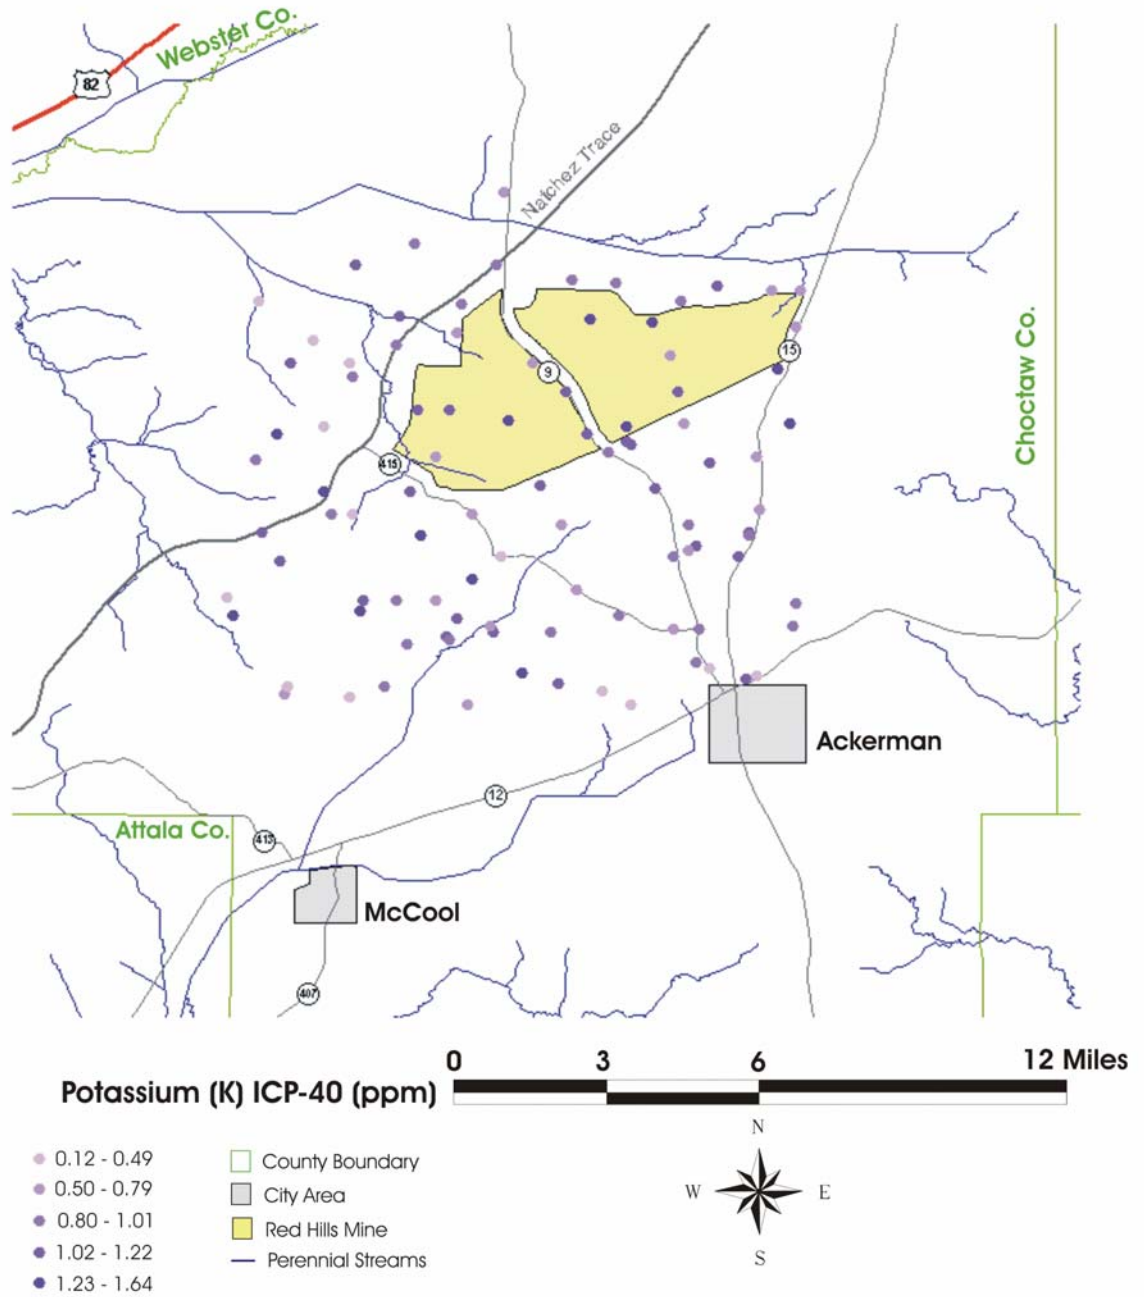 Webster Co.
82
Natchez Trace
Choctaw Co.
15
9
415
Ackerman
12
Attala Co.
413
McCool
407
0 3 6 12 Miles
Potassium (K) ICP-40 (ppm)
N
W E
S
0.12 - 0.49
0.50 - 0.79
0.80 - 1.01
1.02 - 1.22
1.23 - 1.64
County Boundary
City Area
Red Hills Mine
Perennial Streams